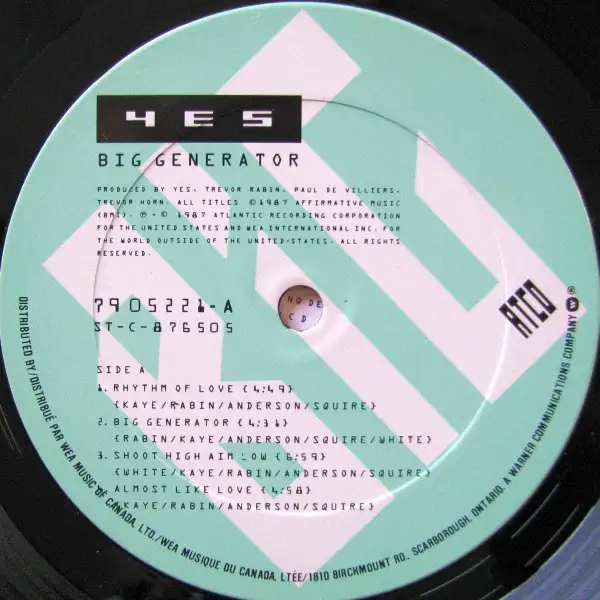 YES
BIG GENERATOR
PRODUCED BY YES, TREVOR RABIN, PAUL DE VILLIERS,
TREVOR HORN. ALL TITLES ©1987 AFFIRMATIVE MUSIC
(BMI). ℗ · © 1987 ATLANTIC RECORDING CORPORATION
FOR THE UNITED STATES AND WEA INTERNATIONAL INC. FOR
THE WORLD OUTSIDE OF THE UNITED STATES. ALL RIGHTS
RESERVED.
7905221-A
ST-C-876505
NO DE
CD
ATCO
SIDE A
1. RHYTHM OF LOVE (4:49)
(KAYE/RABIN/ANDERSON/SQUIRE)
2. BIG GENERATOR (4:31)
(RABIN/KAYE/ANDERSON/SQUIRE/WHITE)
3. SHOOT HIGH AIM LOW (6:59)
(WHITE/KAYE/RABIN/ANDERSON/SQUIRE)
ALMOST LIKE LOVE (4:58)
(KAYE/RABIN/ANDERSON/SQUIRE)
DISTRIBUTED BY/DISTRIBUÉ PAR WEA MUSIC OF CANADA, LTD./WEA MUSIQUE DU CANADA, LTÉE/1810 BIRCHMOUNT RD., SCARBOROUGH, ONTARIO. A WARNER COMMUNICATIONS COMPANY ®